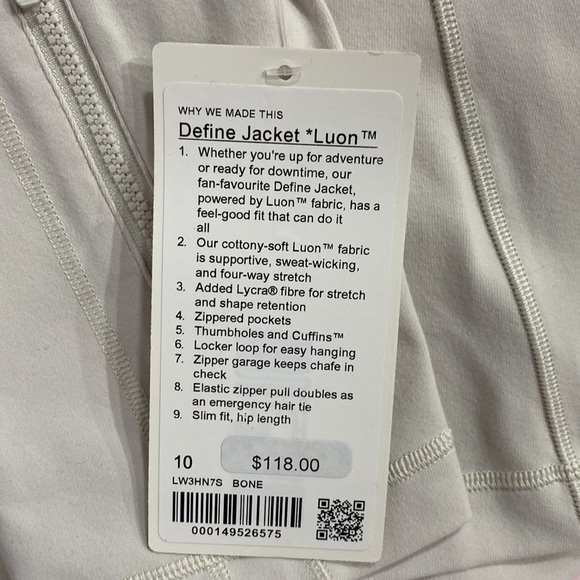 WHY WE MADE THIS
Define Jacket *Luon™
1. Whether you're up for adventure
or ready for downtime, our
fan-favourite Define Jacket,
powered by Luon™ fabric, has a
feel-good fit that can do it
all
2. Our cottony-soft Luon™ fabric
is supportive, sweat-wicking,
and four-way stretch
3. Added Lycra® fibre for stretch
and shape retention
4. Zippered pockets
5. Thumbholes and Cuffins™
6. Locker loop for easy hanging
7. Zipper garage keeps chafe in
check
8. Elastic zipper pull doubles as
an emergency hair tie
9. Slim fit, hip length
10 $118.00
LW3HN7S BONE
000149526575